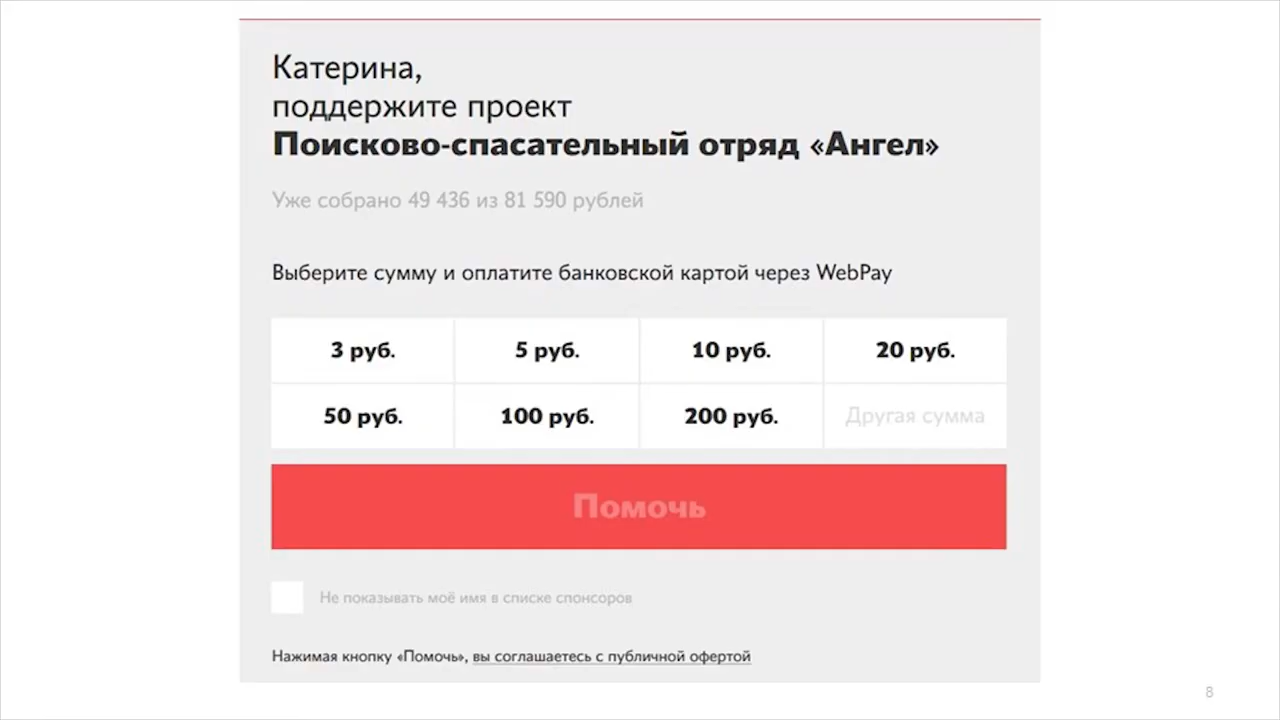 Катерина,
поддержите проект
Поисково-спасательный отряд «Ангел»
Уже собрано 49 436 из 81 590 рублей
Выберите сумму и оплатите банковской картой через WebPay
3 руб. 5 руб. 10 руб. 20 руб.
50 руб. 100 руб. 200 руб. Другая сумма
Помочь
Не показывать моё имя в списке спонсоров
Нажимая кнопку «Помочь», вы соглашаетесь с публичной офертой
8